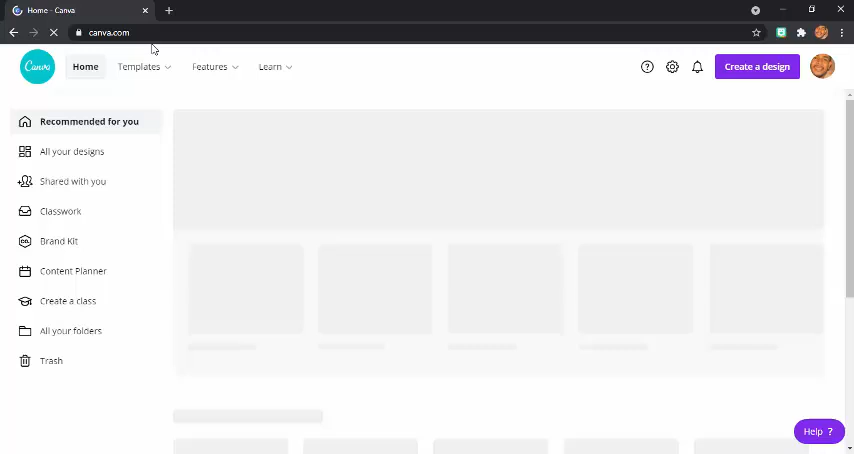 Home - Canva
canva.com
Canva
Home
Templates
Features
Learn
Create a design
Recommended for you
All your designs
Shared with you
Classwork
Brand Kit
Content Planner
Create a class
All your folders
Trash
Help ?